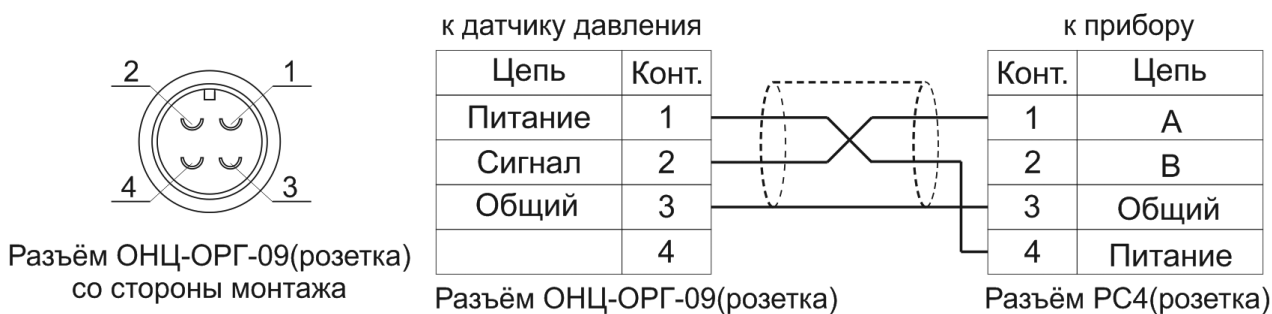 2 1
4 3
Разъём ОНЦ-ОРГ-09(розетка)
со стороны монтажа
к датчику давления
Цепь Конт.
Питание 1
Сигнал 2
Общий 3
4
Разъём ОНЦ-ОРГ-09(розетка)
к прибору
Конт. Цепь
1 А
2 В
3 Общий
4 Питание
Разъём РС4(розетка)